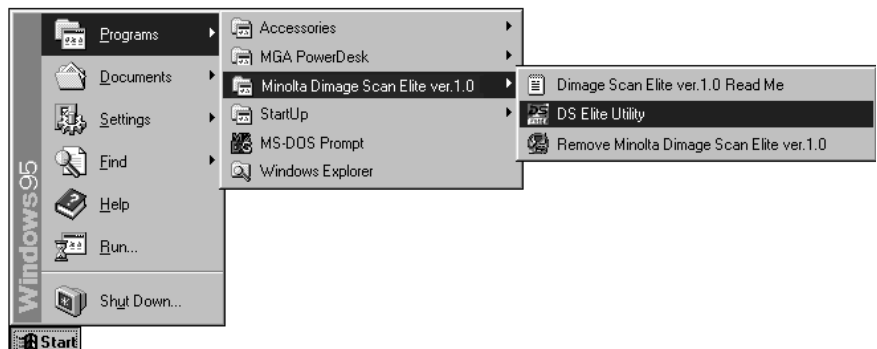 Windows95
Programs
Documents
Settings
Find
Help
Run...
Shut Down...
Start
Accessories
MGA PowerDesk
Minolta Dimage Scan Elite ver.1.0
StartUp
MS-DOS Prompt
Windows Explorer
Dimage Scan Elite ver.1.0 Read Me
DS Elite Utility
Remove Minolta Dimage Scan Elite ver.1.0